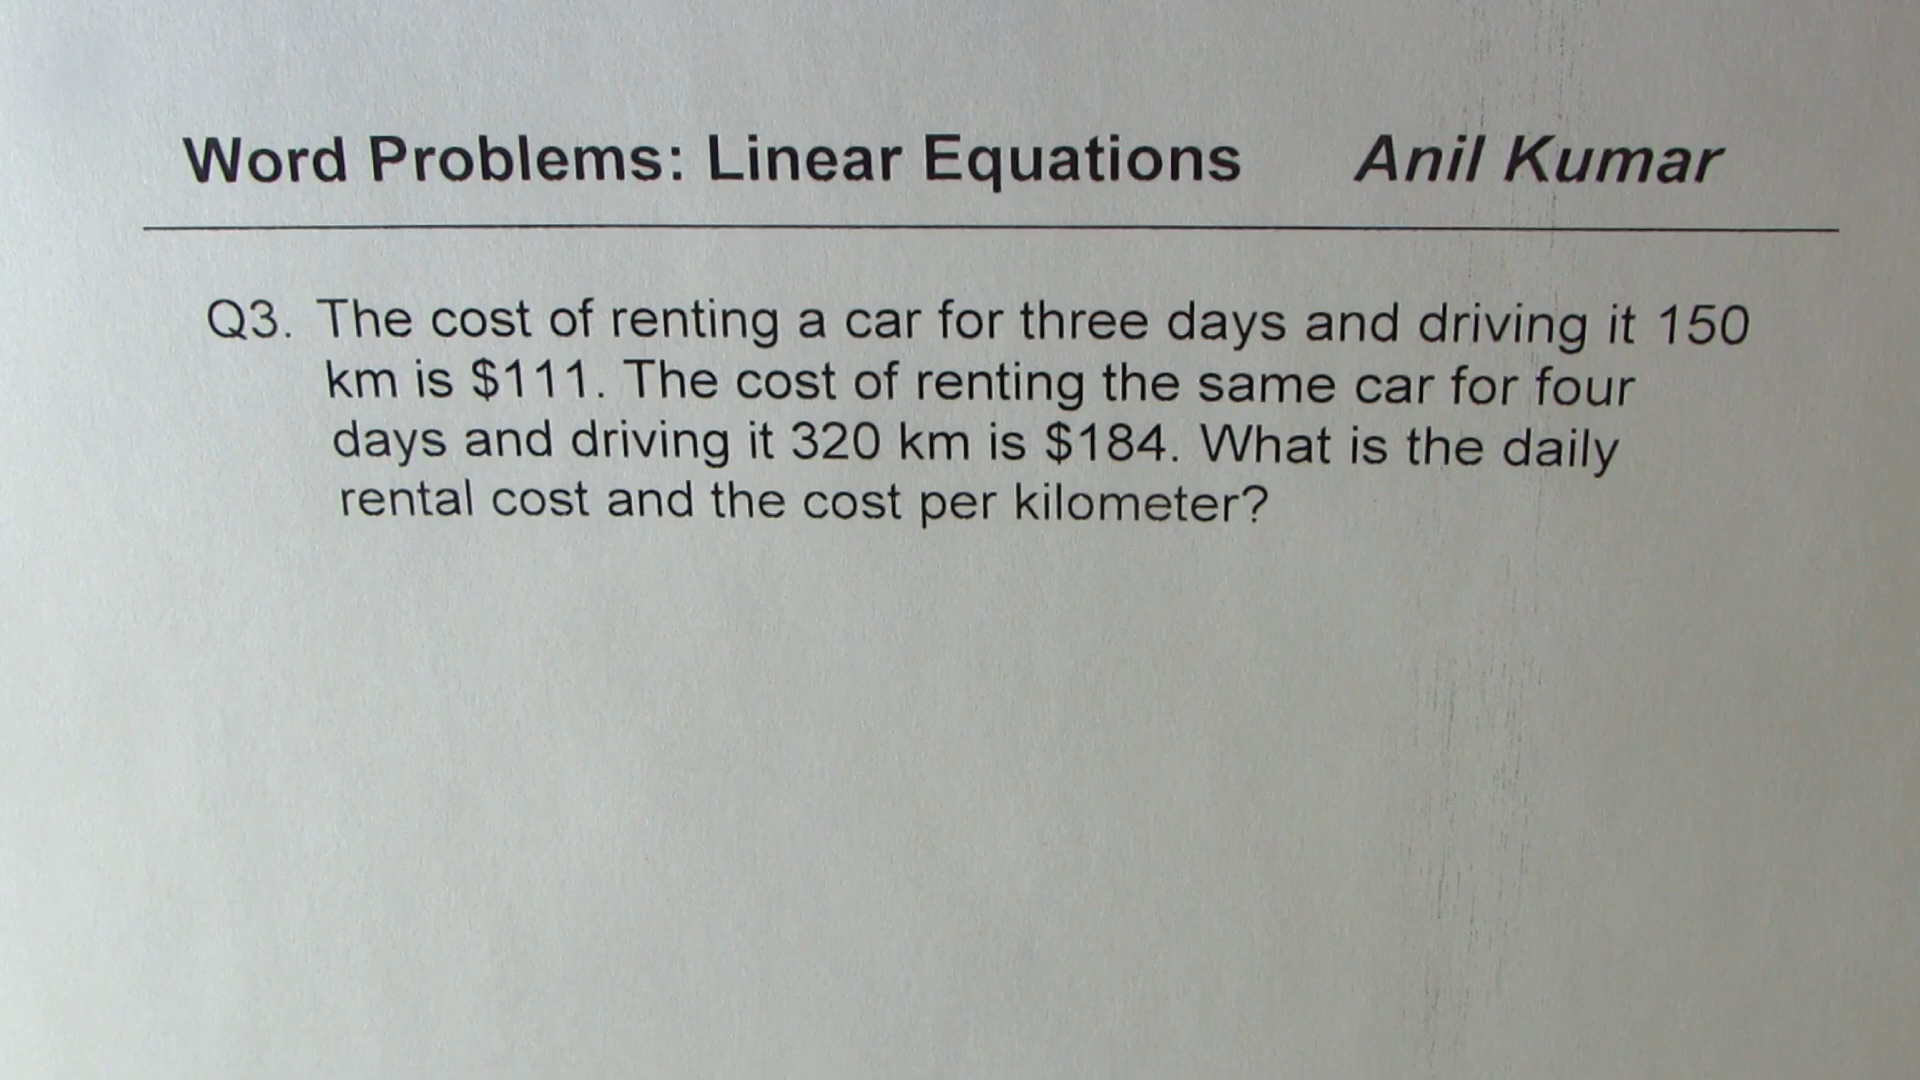 Word Problems: Linear Equations Anil Kumar
Q3. The cost of renting a car for three days and driving it 150
km is $111. The cost of renting the same car for four
days and driving it 320 km is $184. What is the daily
rental cost and the cost per kilometer?